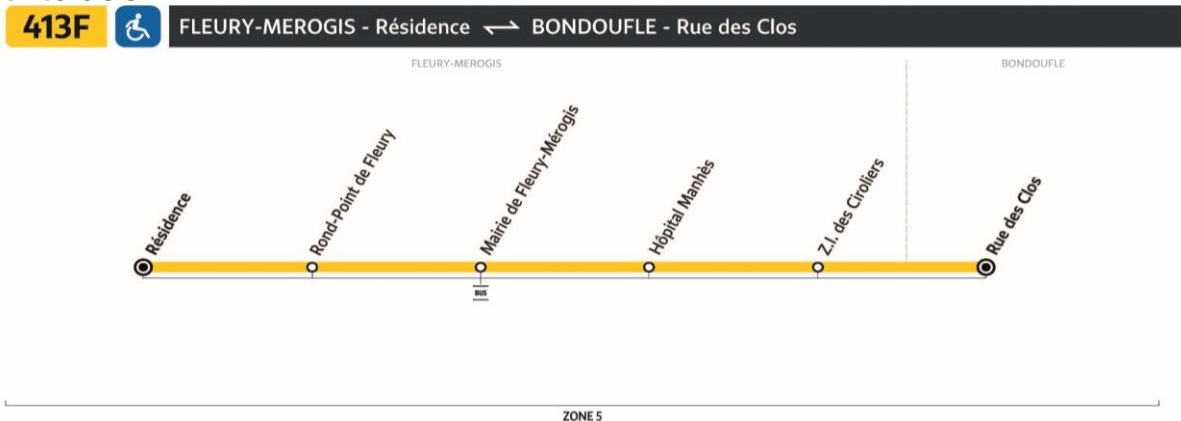 413F FLEURY-MEROGIS - Résidence ⇌ BONDOUFLE - Rue des Clos
FLEURY-MEROGIS
BONDOUFLE
Résidence
Rond-Point de Fleury
Mairie de Fleury-Mérogis
Hôpital Manhès
Z.I. des Ciroliers
Rue des Clos
BUS
ZONE 5